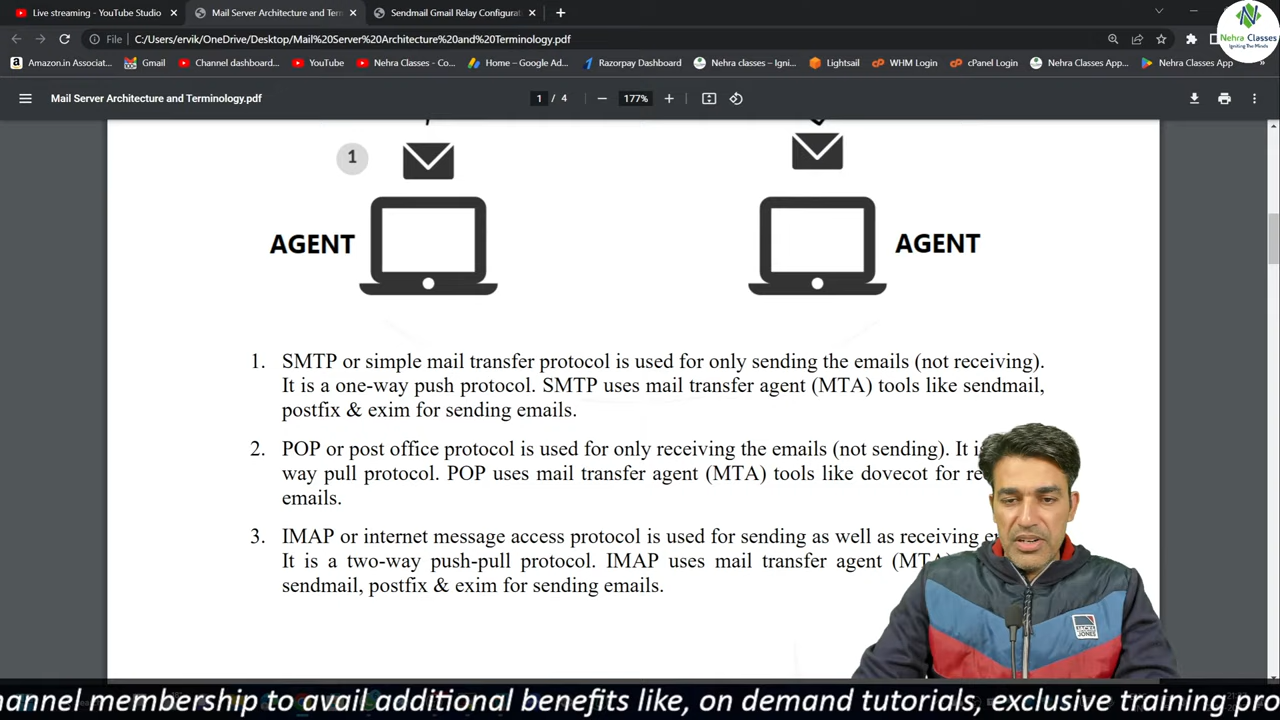 Live streaming - YouTube Studio
Mail Server Architecture and Ter
Sendmail Gmail Relay Configurat
File
C:/Users/ervik/OneDrive/Desktop/Mail%20Server%20Architecture%20and%20Terminology.pdf
Amazon.in Associat...
Gmail
Channel dashboard...
YouTube
Nehra Classes - Co...
Home – Google Ad...
Razorpay Dashboard
Nehra classes – Igni...
Lightsail
WHM Login
cPanel Login
Nehra Classes – Igni...
Nehra Classes App
Nehra Classes
Igniting The Minds
Mail Server Architecture and Terminology.pdf
1 / 4
177%
1
AGENT
AGENT
1. SMTP or simple mail transfer protocol is used for only sending the emails (not receiving).
It is a one-way push protocol. SMTP uses mail transfer agent (MTA) tools like sendmail,
postfix & exim for sending emails.
2. POP or post office protocol is used for only receiving the emails (not sending). It i
way pull protocol. POP uses mail transfer agent (MTA) tools like dovecot for re
emails.
3. IMAP or internet message access protocol is used for sending as well as receiving e
It is a two-way push-pull protocol. IMAP uses mail transfer agent (MTA)
sendmail, postfix & exim for sending emails.
JONES
hannel membership to avail additional benefits like, on demand tutorials, exclusive training pro